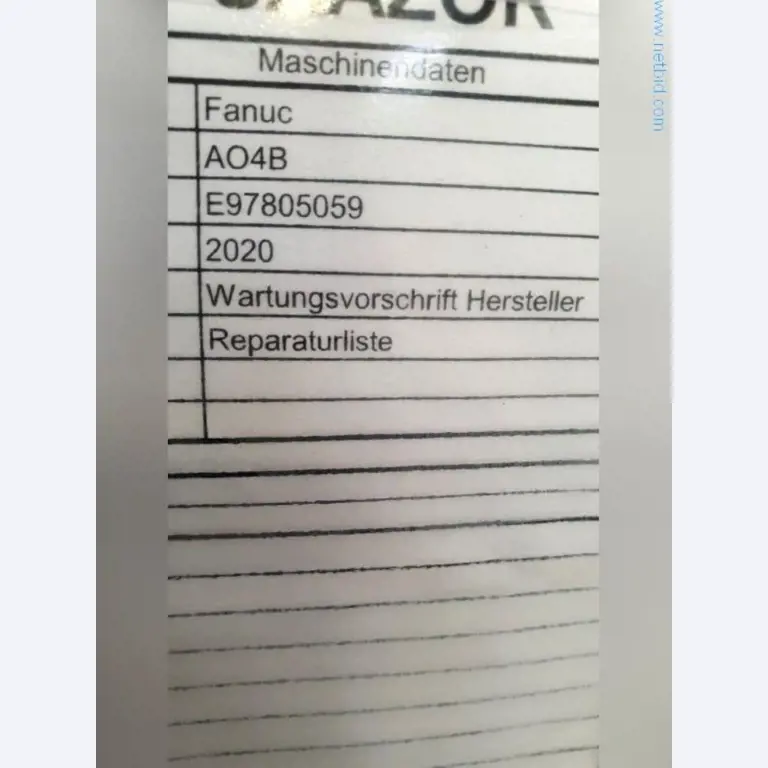 Maschinendaten
Fanuc
AO4B
E97805059
2020
Wartungsvorschrift Hersteller
Reparaturliste
www.netbid.com